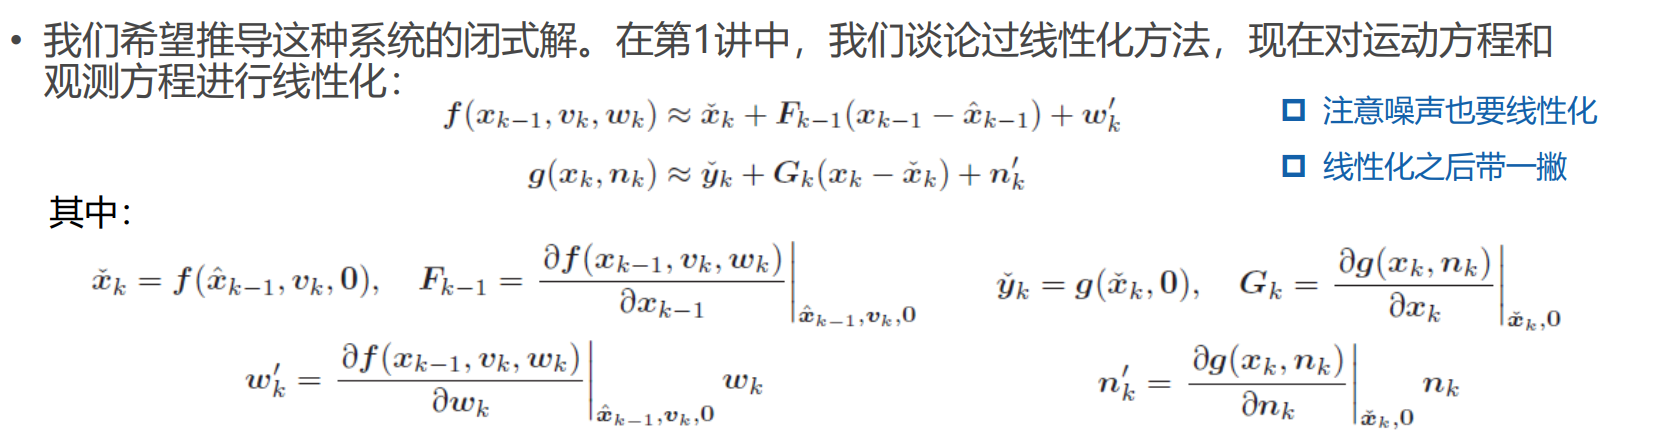 • 我们希望推导这种系统的闭式解。在第1讲中，我们谈论过线性化方法，现在对运动方程和
观测方程进行线性化：
f(x_{k-1}, v_k, w_k) ≈ x̌_k + F_{k-1}(x_{k-1} − x̂_{k-1}) + w′_k
注意噪声也要线性化
g(x_k, n_k) ≈ y̌_k + G_k(x_k − x̌_k) + n′_k
线性化之后带一撇
其中：
x̌_k = f(x̂_{k-1}, v_k, 0), F_{k-1} = ∂f(x_{k-1}, v_k, w_k)/∂x_{k-1} |_{x̂_{k-1}, v_k, 0}
y̌_k = g(x̌_k, 0), G_k = ∂g(x_k, n_k)/∂x_k |_{x̌_k, 0}
w′_k = ∂f(x_{k-1}, v_k, w_k)/∂w_k |_{x̂_{k-1}, v_k, 0} w_k
n′_k = ∂g(x_k, n_k)/∂n_k |_{x̌_k, 0} n_k